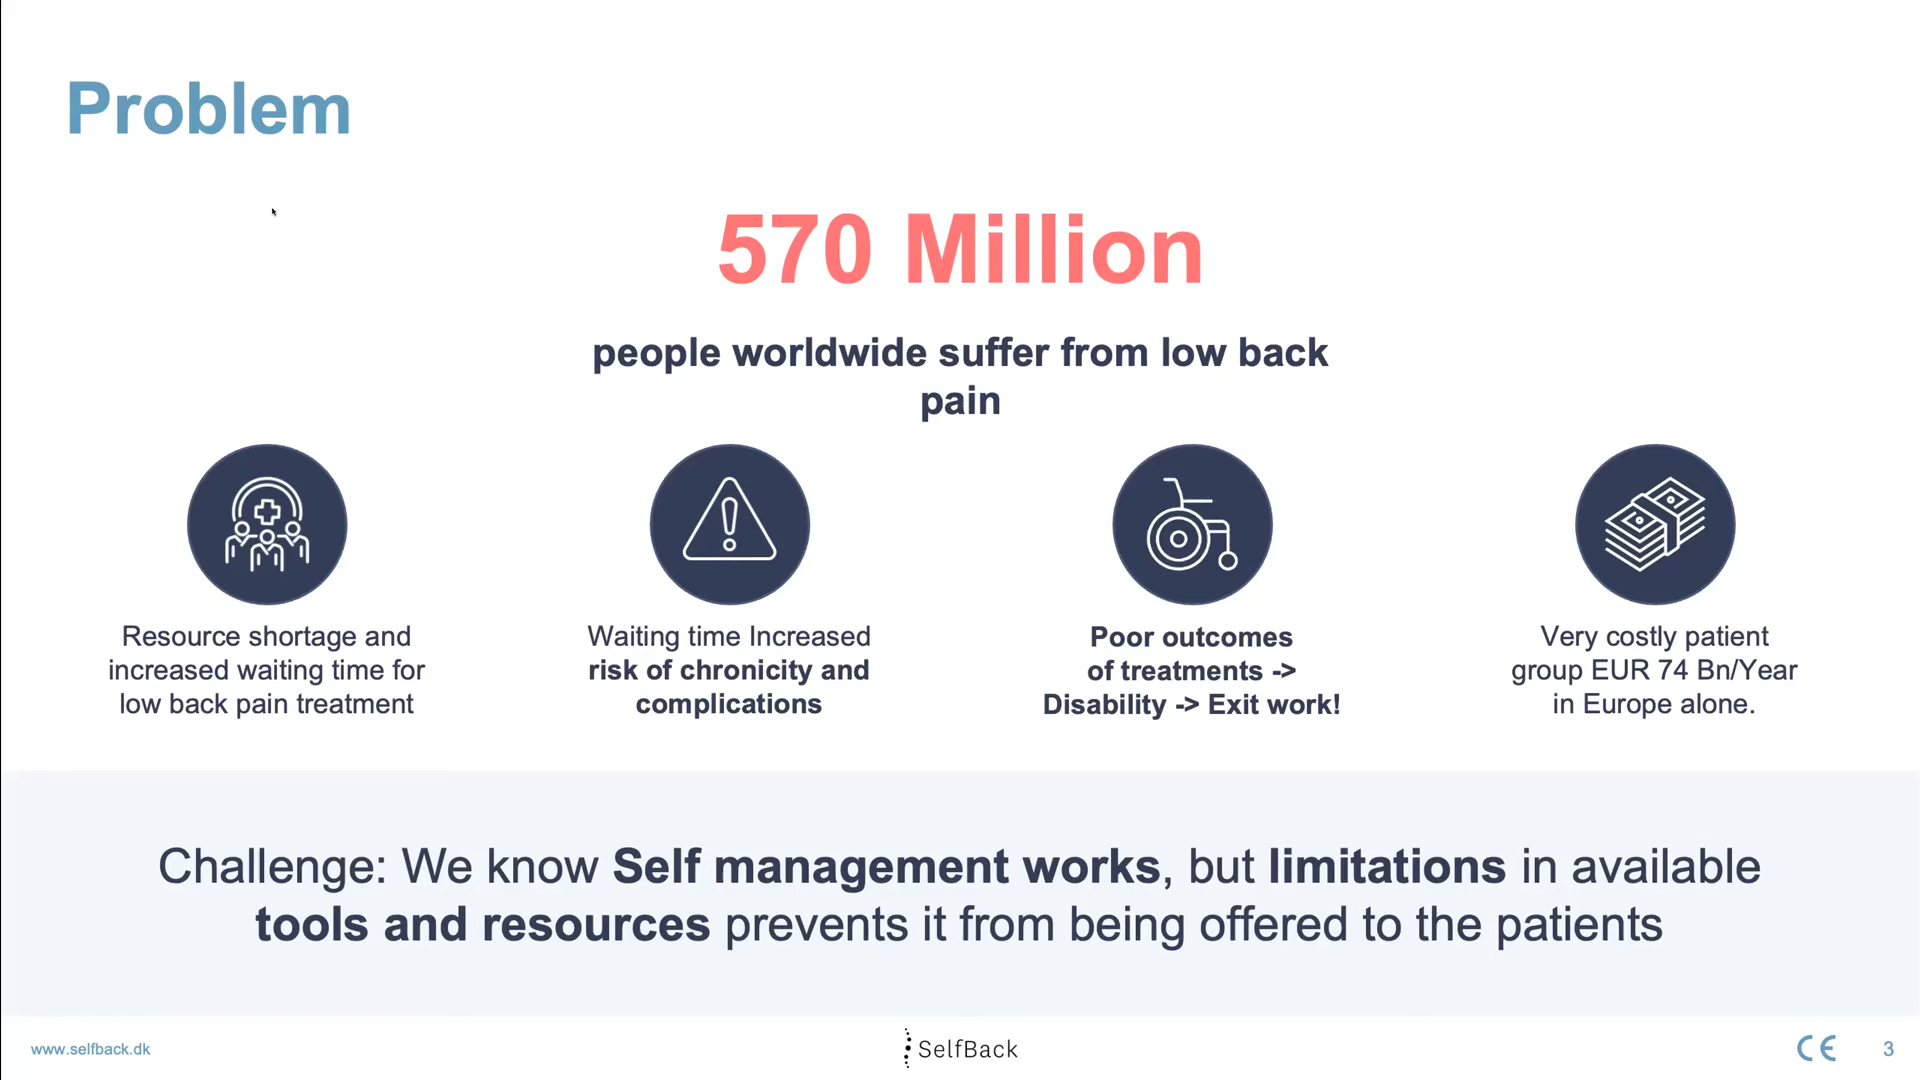 Problem
570 Million
people worldwide suffer from low back
pain
Resource shortage and
increased waiting time for
low back pain treatment
Waiting time Increased
risk of chronicity and
complications
Poor outcomes
of treatments ->
Disability -> Exit work!
Very costly patient
group EUR 74 Bn/Year
in Europe alone.
Challenge: We know Self management works, but limitations in available
tools and resources prevents it from being offered to the patients
www.selfback.dk
SelfBack
CE
3